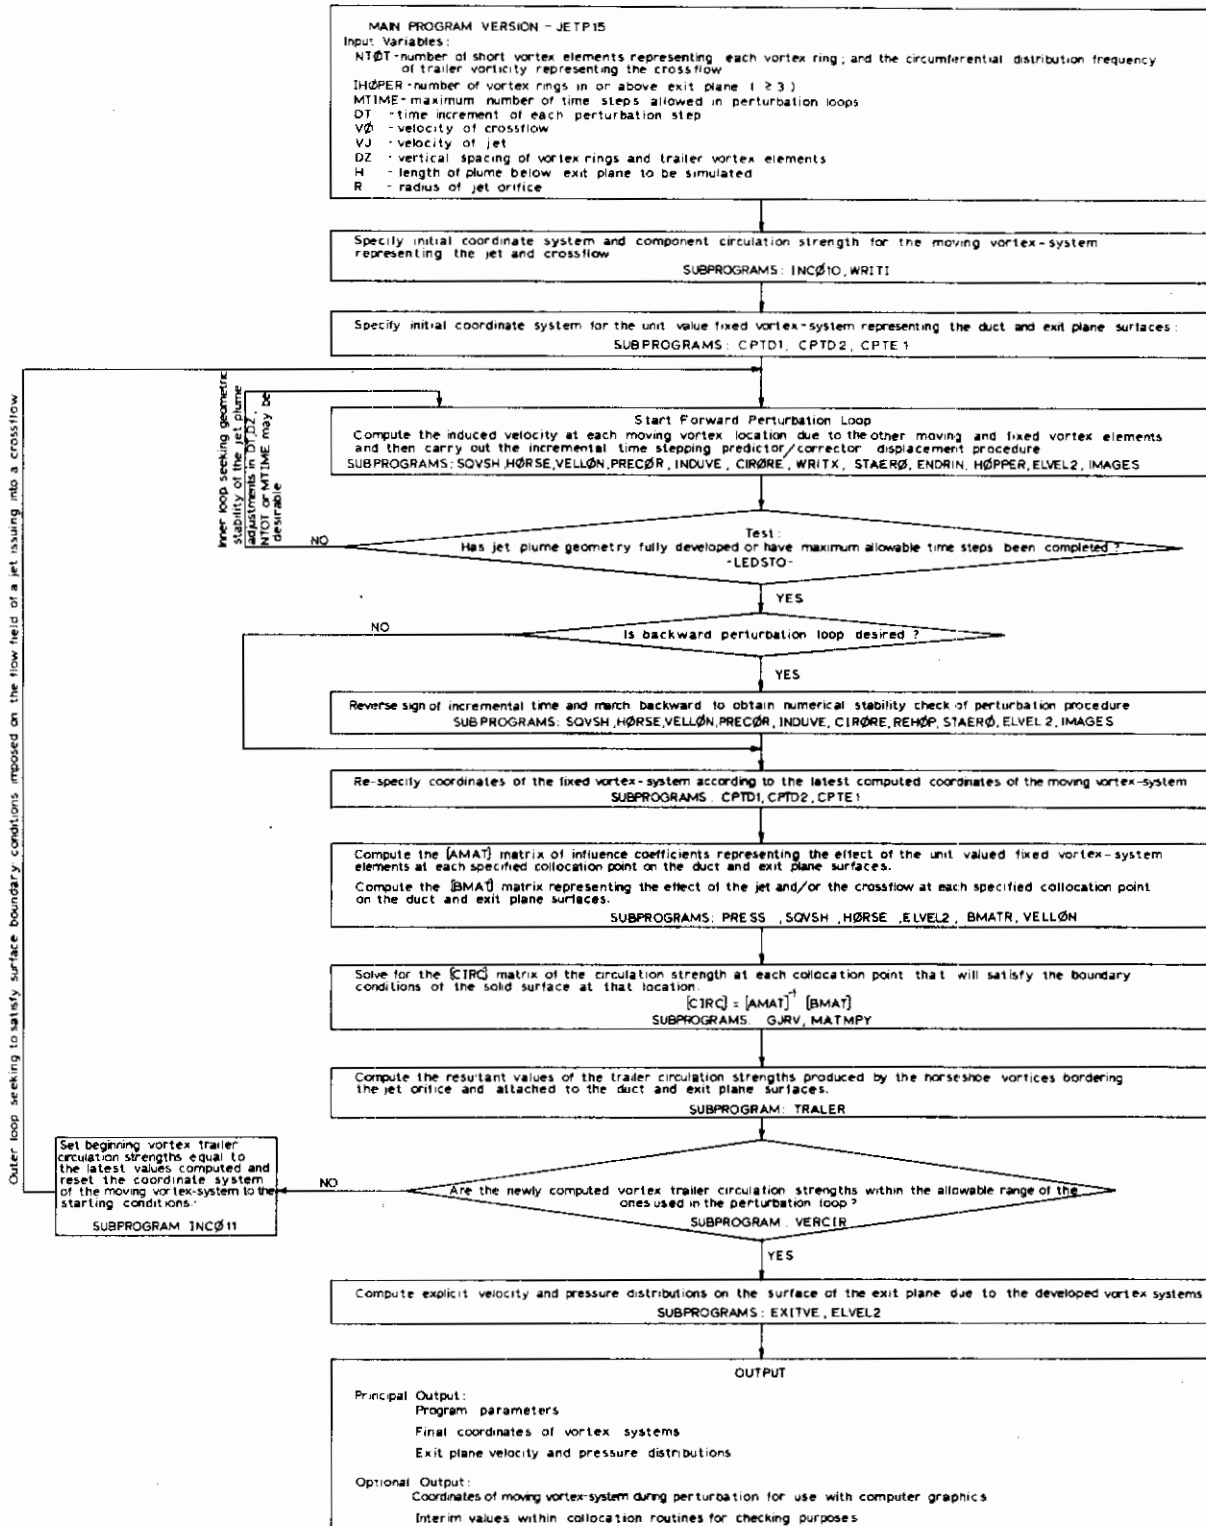 MAIN PROGRAM VERSION - JETP15
Input Variables:
NTØT - number of short vortex elements representing each vortex ring; and the circumferential distribution frequency
of trailer vorticity representing the crossflow
IHØPER - number of vortex rings in or above exit plane ( ≥ 3 )
MTIME - maximum number of time steps allowed in perturbation loops
DT - time increment of each perturbation step
VØ - velocity of crossflow
VJ - velocity of jet
DZ - vertical spacing of vortex rings and trailer vortex elements
H - length of plume below exit plane to be simulated
R - radius of jet orifice
Specify initial coordinate system and component circulation strength for the moving vortex-system
representing the jet and crossflow
SUBPROGRAMS: INCØ10, WRIT1
Specify initial coordinate system for the unit value fixed vortex-system representing the duct and exit plane surfaces:
SUBPROGRAMS: CPTD1, CPTD2, CPTE1
Outer loop seeking to satisfy surface boundary conditions imposed on the flow field of a jet issuing into a crossflow
Inner loop seeking geometric
stability of the jet plume
adjustments in DT, DZ,
NTOT or MTIME may be
desirable
Start Forward Perturbation Loop
Compute the induced velocity at each moving vortex location due to the other moving and fixed vortex elements
and then carry out the incremental time stepping predictor/corrector displacement procedure
SUBPROGRAMS: SQVSH, HØRSE, VELLØN, PRECØR, INDUVE, CIRØRE, WRITX, STAERØ, ENDRIN, HØPPER, ELVEL2, IMAGES
Test:
Has jet plume geometry fully developed or have maximum allowable time steps been completed ?
-LEDSTO-
NO
YES
Is backward perturbation loop desired ?
NO
YES
Reverse sign of incremental time and march backward to obtain numerical stability check of perturbation procedure
SUBPROGRAMS: SQVSH, HØRSE, VELLØN, PRECØR, INDUVE, CIRØRE, REHØP, STAERØ, ELVEL2, IMAGES
Re-specify coordinates of the fixed vortex-system according to the latest computed coordinates of the moving vortex-system
SUBPROGRAMS. CPTD1, CPTD2, CPTE1
Compute the [AMAT] matrix of influence coefficients representing the effect of the unit valued fixed vortex-system
elements at each specified collocation point on the duct and exit plane surfaces.
Compute the [BMAT] matrix representing the effect of the jet and/or the crossflow at each specified collocation point
on the duct and exit plane surfaces.
SUBPROGRAMS: PRESS, SQVSH, HØRSE, ELVEL2, BMATR, VELLØN
Solve for the [CIRC] matrix of the circulation strength at each collocation point that will satisfy the boundary
conditions of the solid surface at that location.
[CIRC] = [AMAT]⁻¹ [BMAT]
SUBPROGRAMS. GJRV, MATMPY
Compute the resultant values of the trailer circulation strengths produced by the horseshoe vortices bordering
the jet orifice and attached to the duct and exit plane surfaces.
SUBPROGRAM: TRALER
Set beginning vortex trailer
circulation strengths equal to
the latest values computed and
reset the coordinate system
of the moving vortex-system to the
starting conditions.
SUBPROGRAM INCØ11
NO
Are the newly computed vortex trailer circulation strengths within the allowable range of the
ones used in the perturbation loop ?
SUBPROGRAM. VERCIR
YES
Compute explicit velocity and pressure distributions on the surface of the exit plane due to the developed vortex systems
SUBPROGRAMS: EXITVE, ELVEL2
OUTPUT
Principal Output:
Program parameters
Final coordinates of vortex systems
Exit plane velocity and pressure distributions
Optional Output:
Coordinates of moving vortex-system during perturbation for use with computer graphics
Interim values within collocation routines for checking purposes